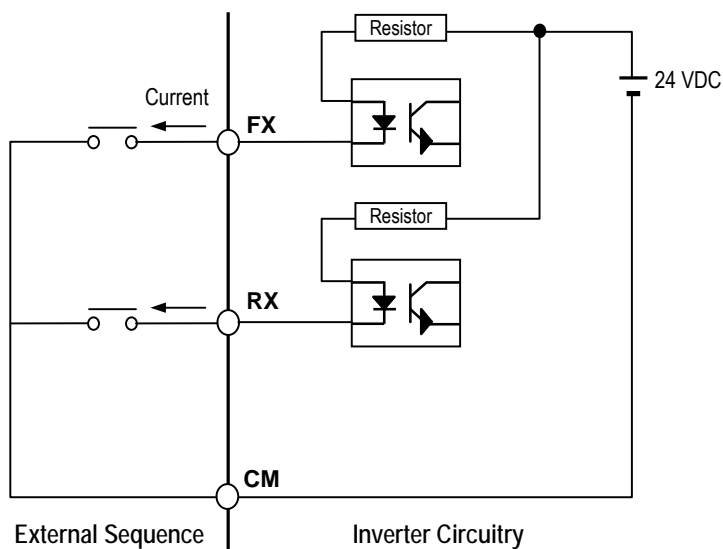 Resistor
24 VDC
Current
FX
Resistor
RX
CM
External Sequence
Inverter Circuitry